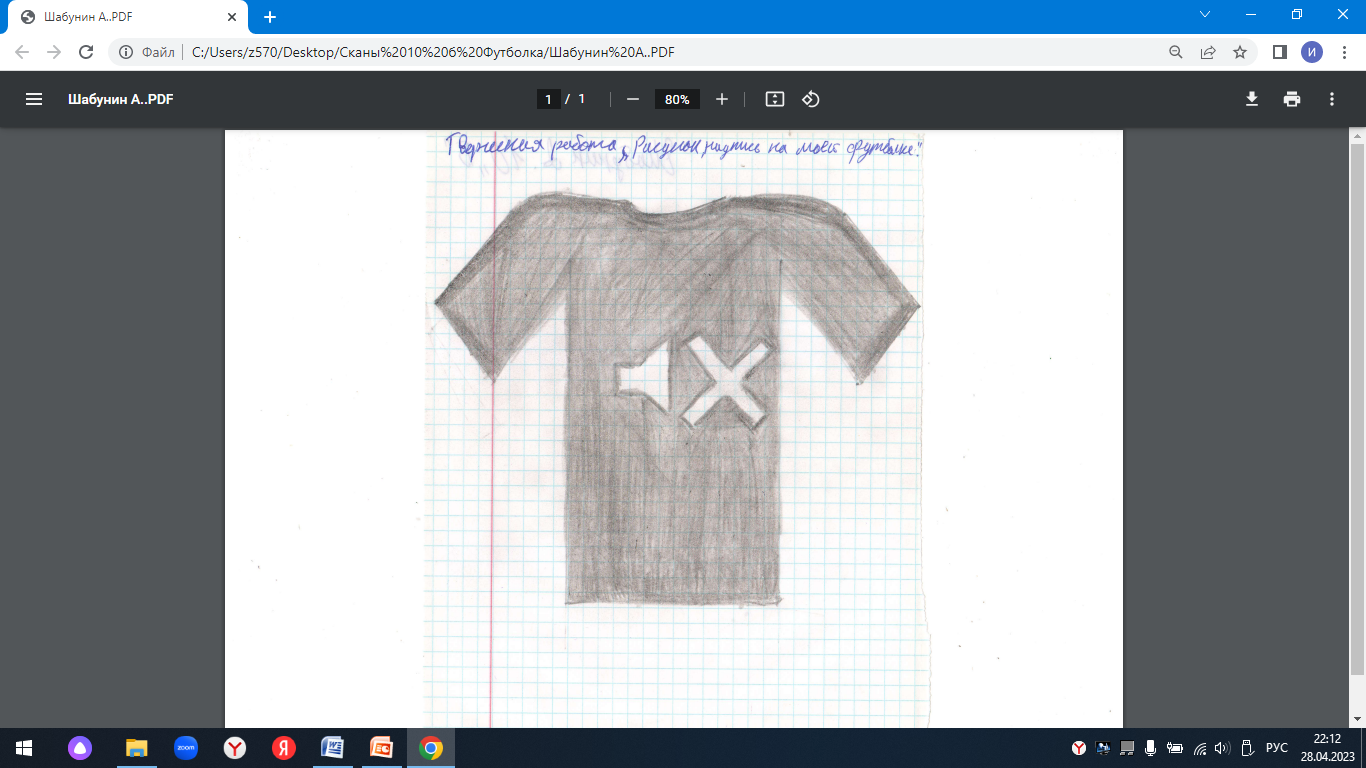 Шабунин А..PDF
Файл C:/Users/z570/Desktop/Сканы%2010%206%20Футболка/Шабунин%20А..PDF
И
Шабунин А..PDF
1 / 1
80%
Творческая работа „Рисунок, надпись на моей футболке."
zoom
РУС
22:12
28.04.2023